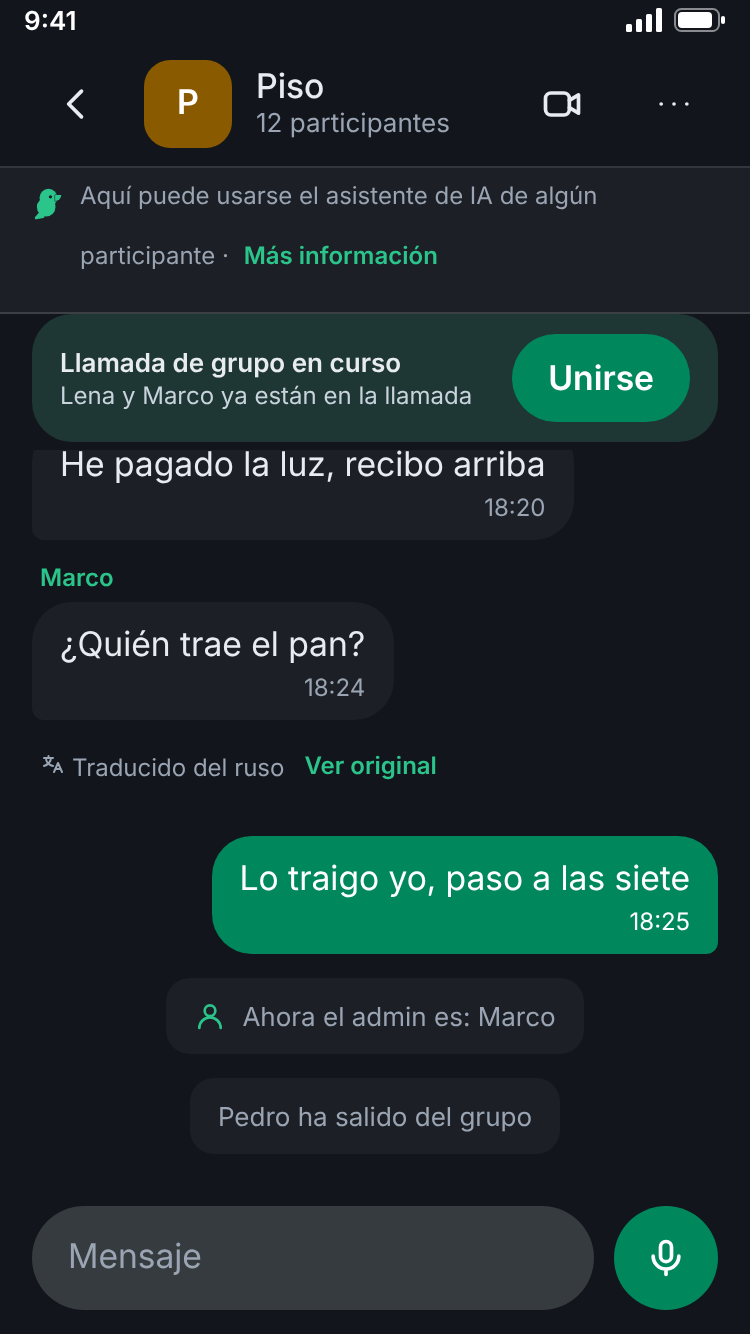 9:41
P
Piso
12 participantes
Aquí puede usarse el asistente de IA de algún
participante · Más información
Llamada de grupo en curso
Lena y Marco ya están en la llamada
Unirse
He pagado la luz, recibo arriba
18:20
Marco
¿Quién trae el pan?
18:24
Traducido del ruso Ver original
Lo traigo yo, paso a las siete
18:25
Ahora el admin es: Marco
Pedro ha salido del grupo
Mensaje